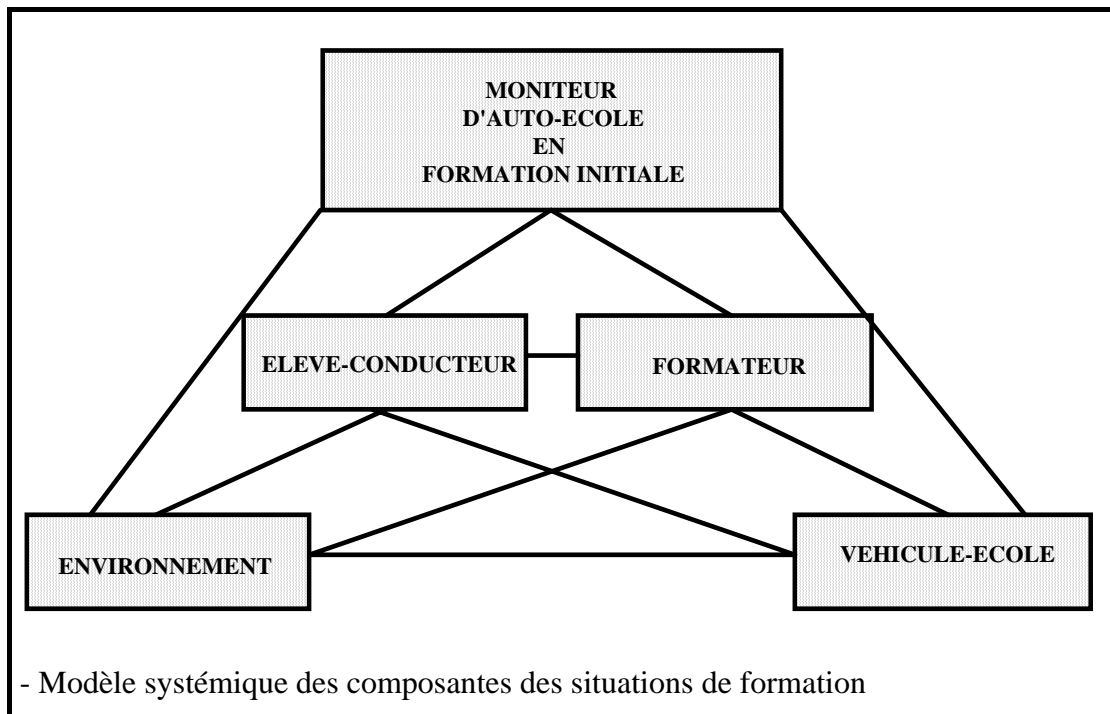 MONITEUR
D'AUTO-ECOLE
EN
FORMATION INITIALE
ELEVE-CONDUCTEUR
FORMATEUR
ENVIRONNEMENT
VEHICULE-ECOLE
- Modèle systémique des composantes des situations de formation